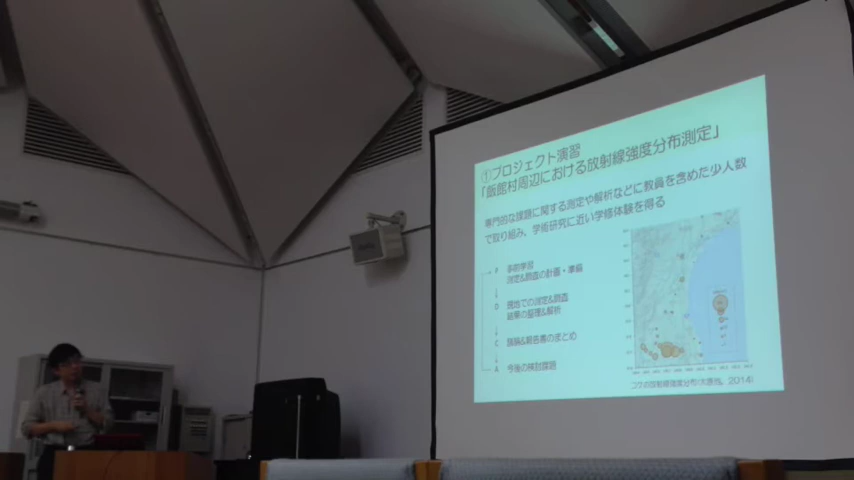 ①プロジェクト演習
「飯館村周辺における放射線強度分布測定」
専門的な課題に関する測定や解析などに教員を含めた少人数
で取り組み、学術研究に近い学修体験を得る
P 事前学習
測定&調査の計画・準備
D 現地での測定&調査
結果の整理&解析
C 議論&報告書のまとめ
A 今後の検討課題
コケの放射線強度分布(大原他, 2014)